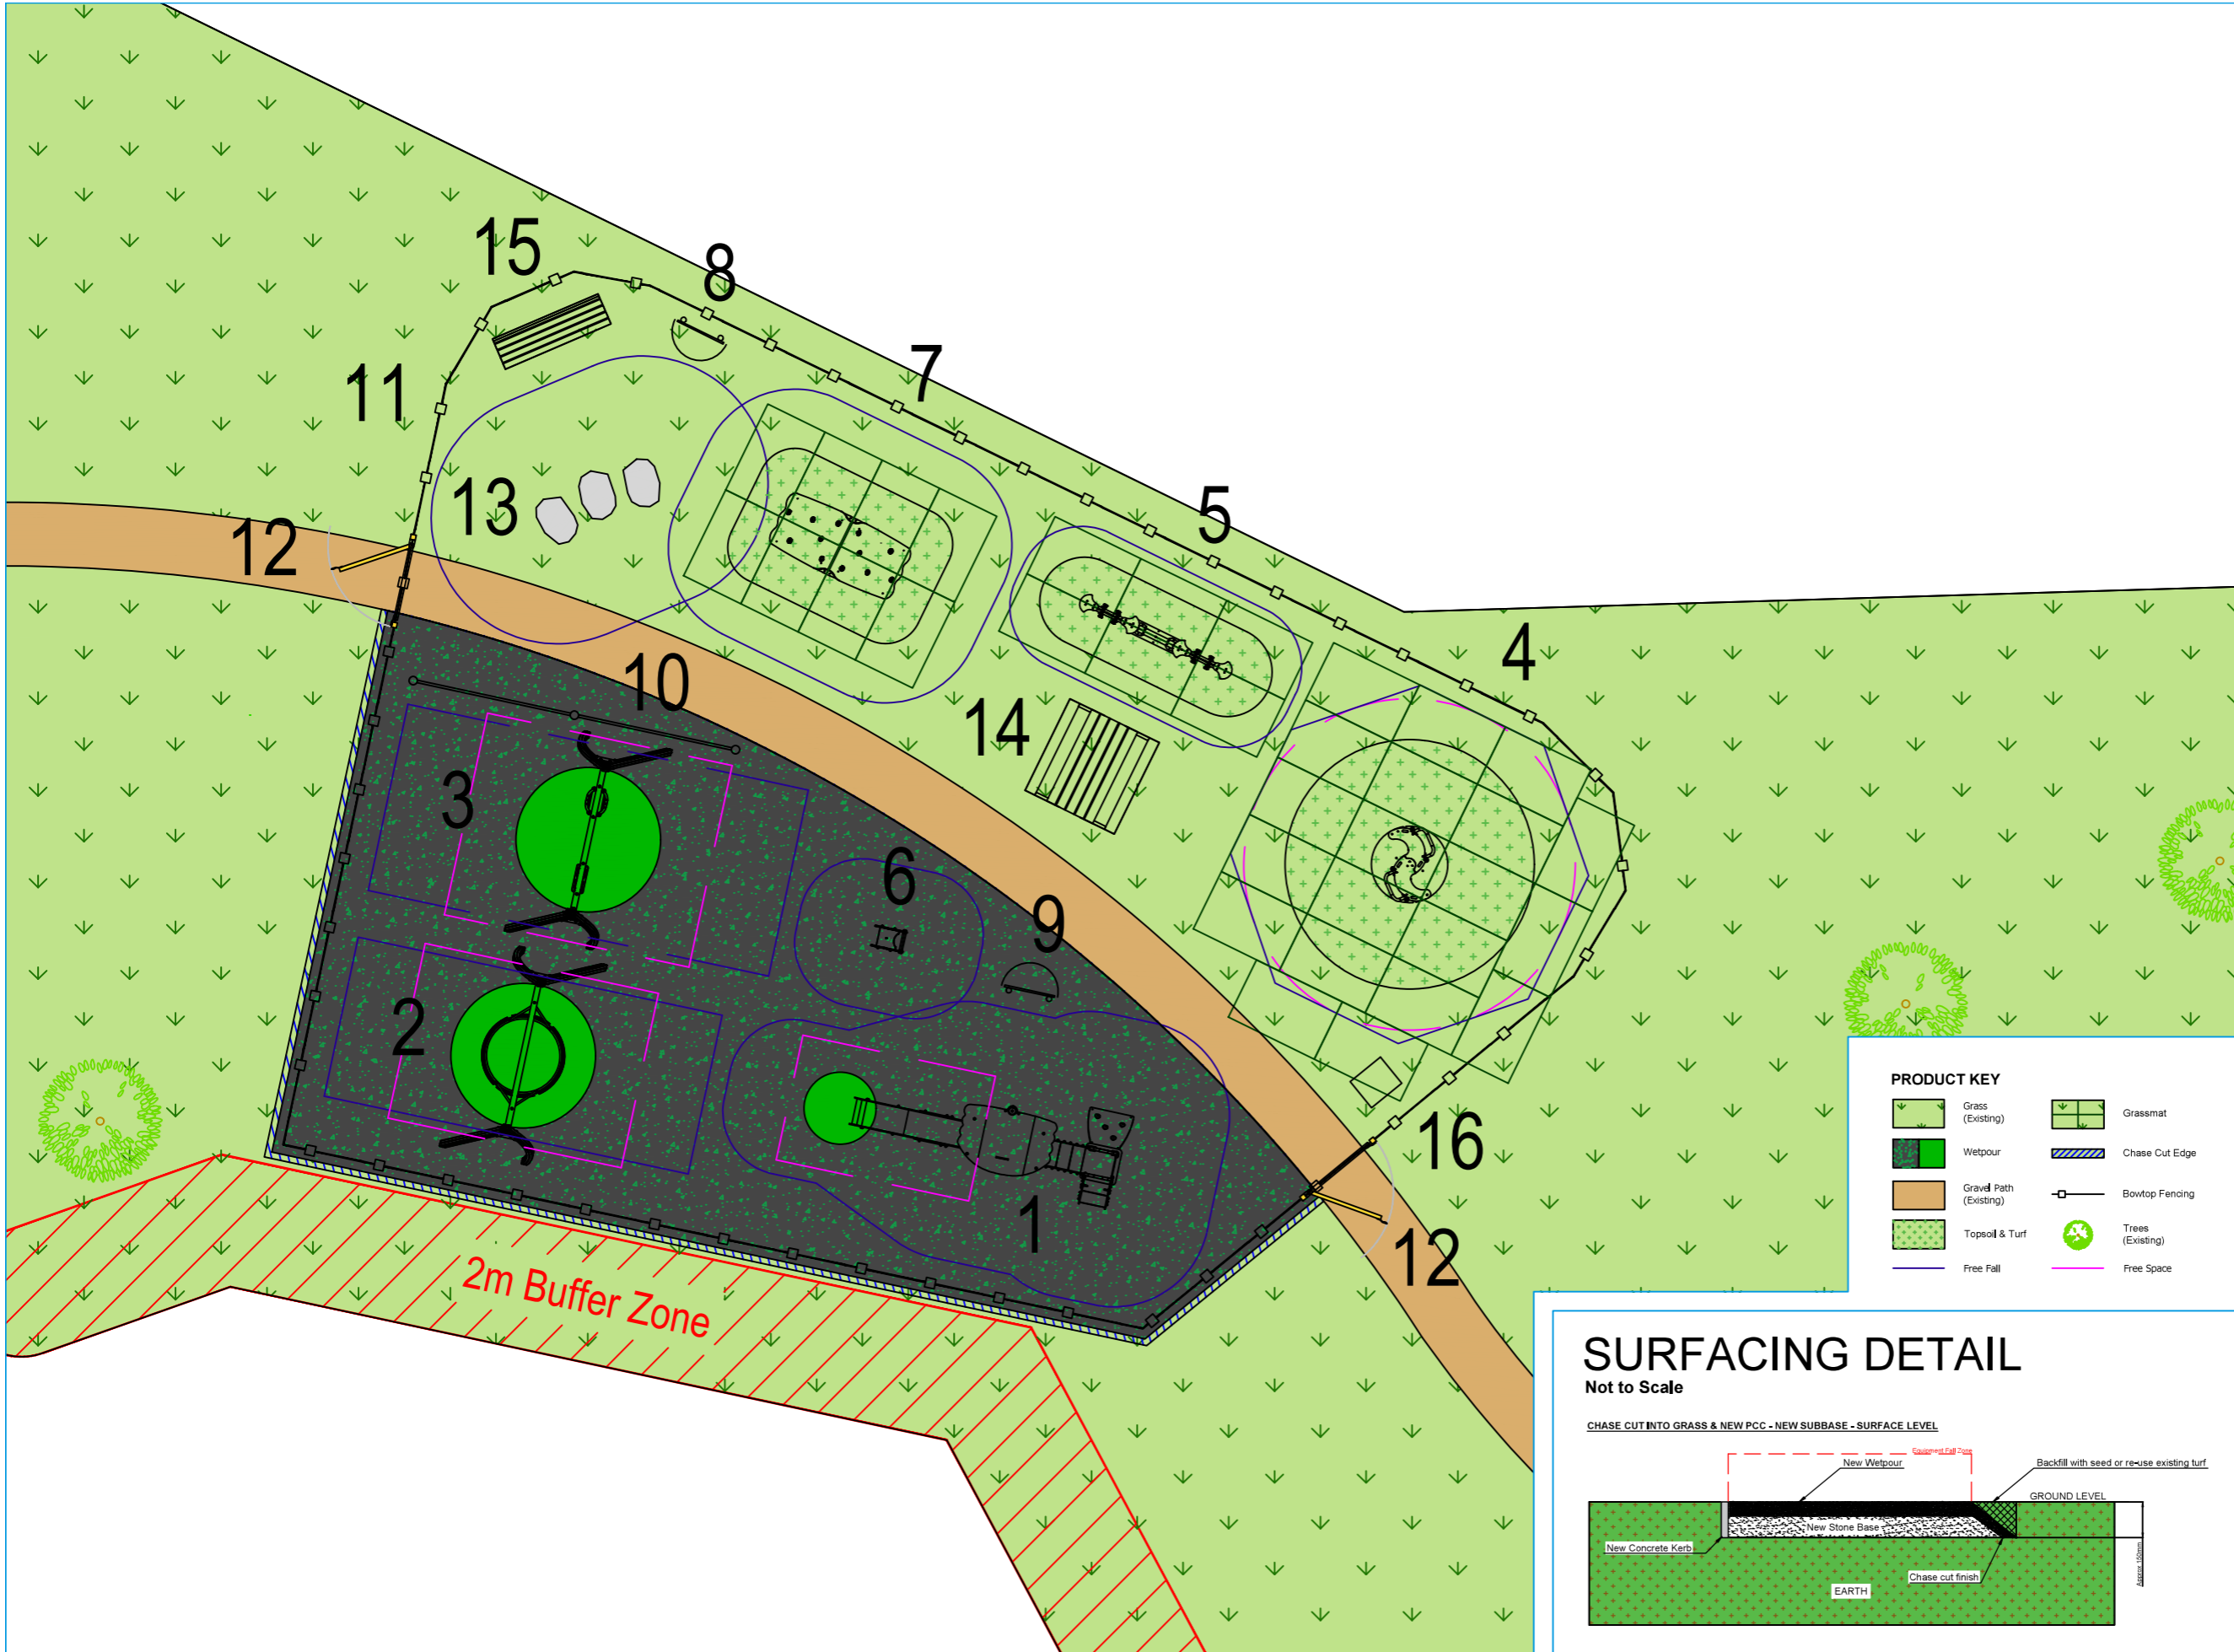 15
8
7
11
5
13
12
4
10
14
3
6
9
2
16
1
12
2m Buffer Zone
PRODUCT KEY
Grass
(Existing)
Grassmat
Wetpour
Chase Cut Edge
Gravel Path
(Existing)
Bowtop Fencing
Topsoil & Turf
Trees
(Existing)
Free Fall
Free Space
SURFACING DETAIL
Not to Scale
CHASE CUT INTO GRASS & NEW PCC - NEW SUBBASE - SURFACE LEVEL
Equipment Fall Zone
New Wetpour
Backfill with seed or re-use existing turf
GROUND LEVEL
New Stone Base
New Concrete Kerb
Chase cut finish
EARTH
Approx 150mm